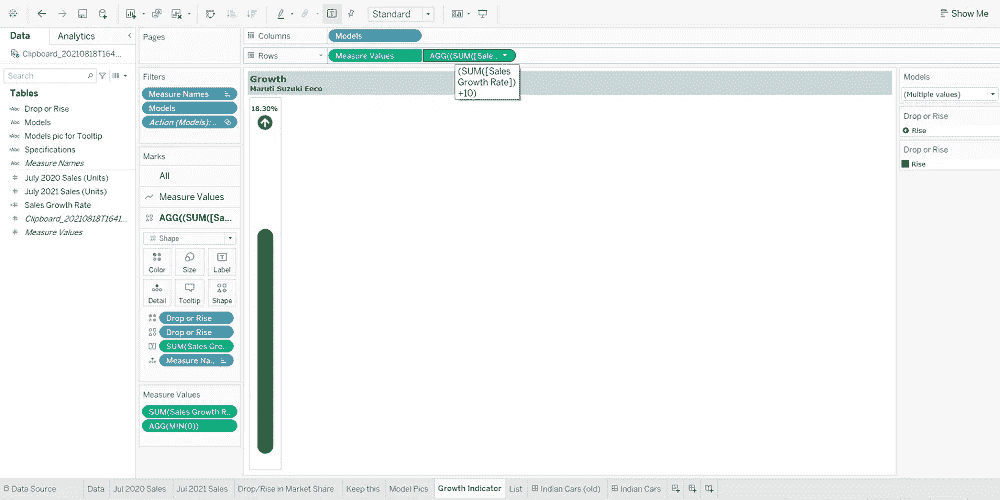 Standard
Show Me
Data
Analytics
Pages
Columns
Models
Clipboard_20210818T164...
Rows
Measure Values
AGG((SUM([Sale..
Search
Tables
Drop or Rise
Models
Models pic for Tooltip
Specifications
Measure Names
July 2020 Sales (Units)
July 2021 Sales (Units)
Sales Growth Rate
Clipboard_20210818T1641...
Measure Values
Filters
Measure Names
Models
Action (Models): ..
Marks
All
Measure Values
AGG((SUM([Sa...
Shape
Color
Size
Label
Detail
Tooltip
Shape
Drop or Rise
Drop or Rise
SUM(Sales Gro..
Measure Na..
Measure Values
SUM(Sales Growth R..
AGG(MIN(0))
(SUM([Sales
Growth Rate])
+10)
Growth
Maruti Suzuki Eeco
18.30%
Models
(Multiple values)
Drop or Rise
Rise
Drop or Rise
Rise
Data Source
Data
Jul 2020 Sales
Jul 2021 Sales
Drop/Rise in Market Share
Keep this
Model Pics
Growth Indicator
List
Indian Cars (old)
Indian Cars